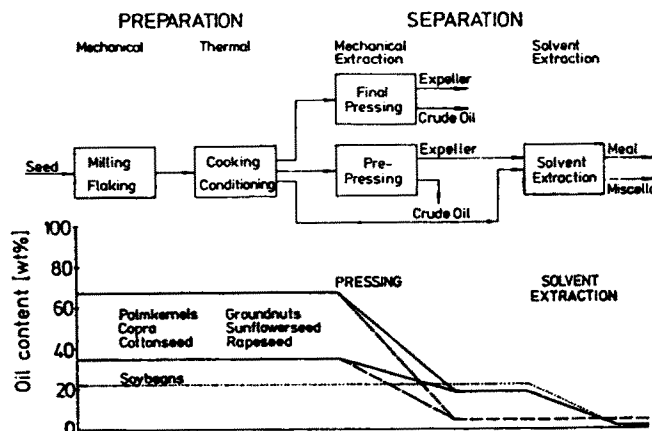 PREPARATION
SEPARATION
Mechanical
Thermal
Mechanical
Extraction
Solvent
Extraction
Final
Pressing
Expeller
Crude Oil
Seed
Milling
Flaking
Cooking
Conditioning
Pre-
Pressing
Expeller
Crude Oil
Solvent
Extraction
Meal
Miscella
Oil content [wt%]
100
80
60
40
20
0
PRESSING
SOLVENT
EXTRACTION
Palmkernels
Copra
Cottonseed
Groundnuts
Sunflowerseed
Rapeseed
Soybeans